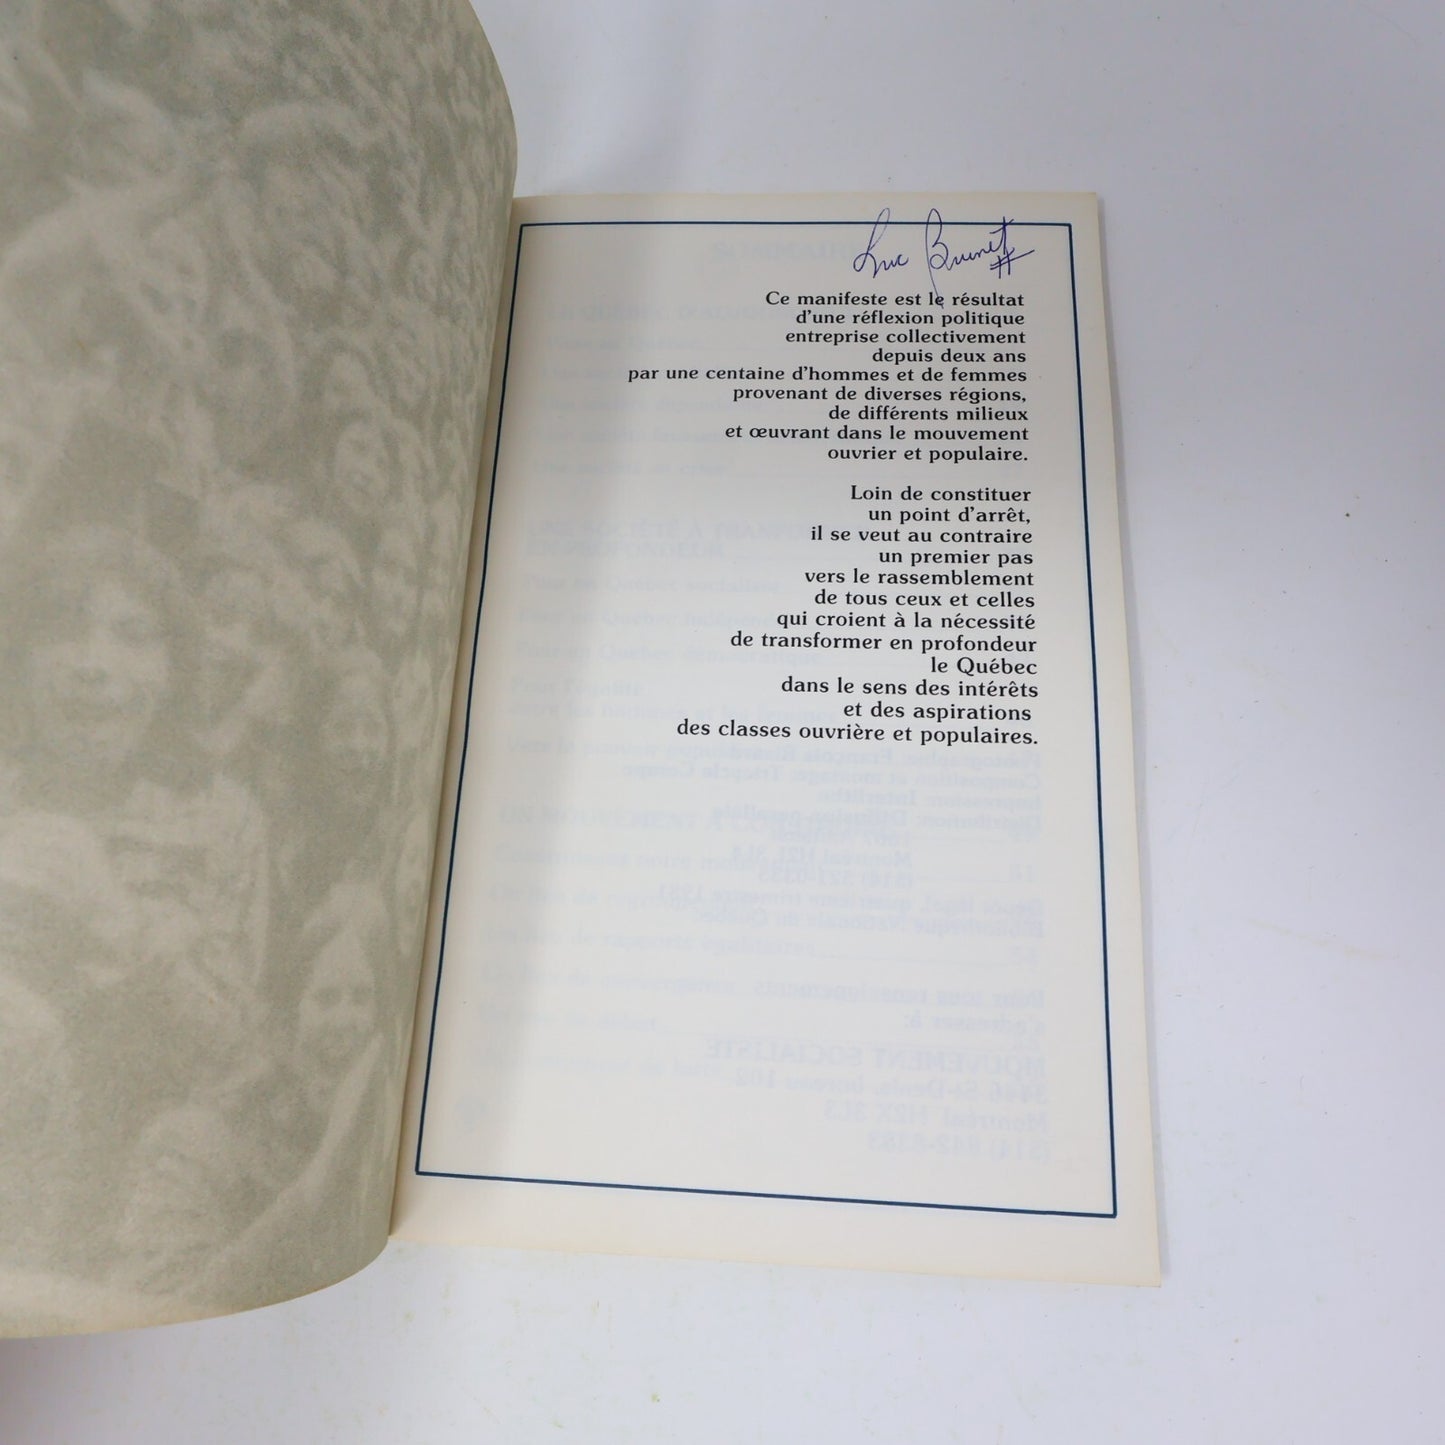 Luc Brunet
Ce manifeste est le résultat
d'une réflexion politique
entreprise collectivement
depuis deux ans
par une centaine d'hommes et de femmes
provenant de diverses régions,
de différents milieux
et œuvrant dans le mouvement
ouvrier et populaire.
Loin de constituer
un point d'arrêt,
il se veut au contraire
un premier pas
vers le rassemblement
de tous ceux et celles
qui croient à la nécessité
de transformer en profondeur
le Québec
dans le sens des intérêts
et des aspirations
des classes ouvrière et populaires.